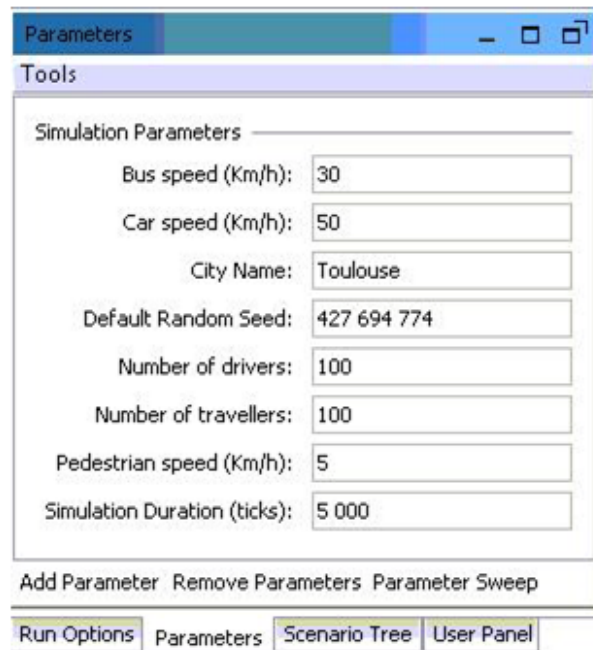 Parameters
Tools
Simulation Parameters
Bus speed (Km/h): 30
Car speed (Km/h): 50
City Name: Toulouse
Default Random Seed: 427 694 774
Number of drivers: 100
Number of travellers: 100
Pedestrian speed (Km/h): 5
Simulation Duration (ticks): 5 000
Add Parameter Remove Parameters Parameter Sweep
Run Options Parameters Scenario Tree User Panel